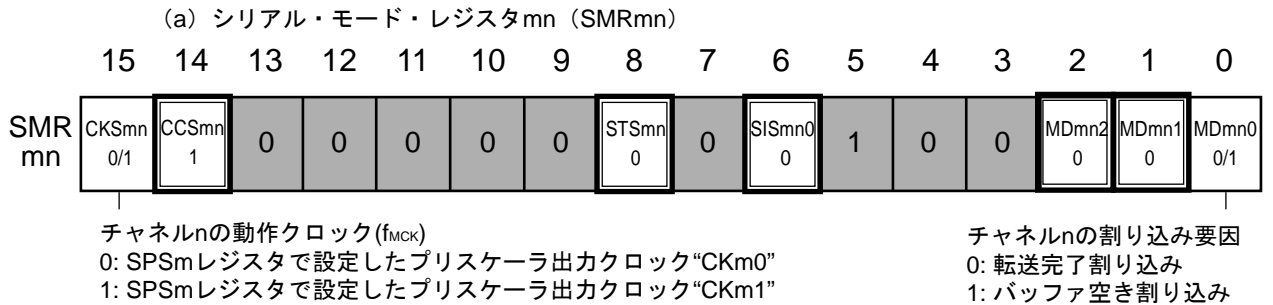 (a) シリアル・モード・レジスタmn（SMRmn）
15 14 13 12 11 10 9 8 7 6 5 4 3 2 1 0
SMR mn
CKSmn CCSmn STSmn SISmn0 MDmn2 MDmn1 MDmn0
0/1 1 0 0 0 0 0 0 0 0 1 0 0 0 0 0/1
チャネルnの動作クロック(fMCK)
0: SPSmレジスタで設定したプリスケーラ出力クロック“CKm0”
1: SPSmレジスタで設定したプリスケーラ出力クロック“CKm1”
チャネルnの割り込み要因
0: 転送完了割り込み
1: バッファ空き割り込み